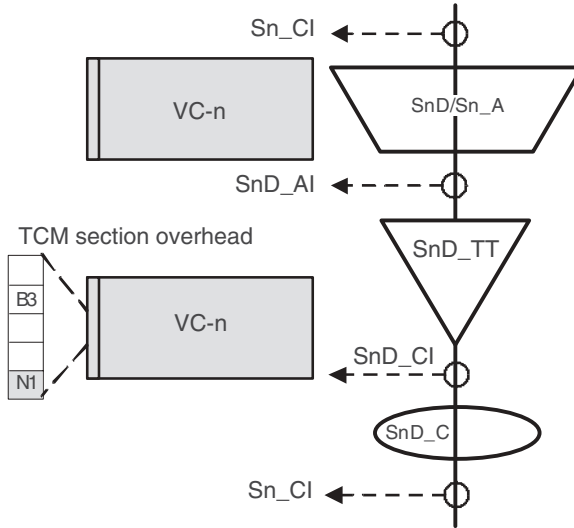 Sn_CI
VC-n
SnD/Sn_A
SnD_AI
TCM section overhead
SnD_TT
B3
VC-n
SnD_CI
N1
SnD_C
Sn_CI